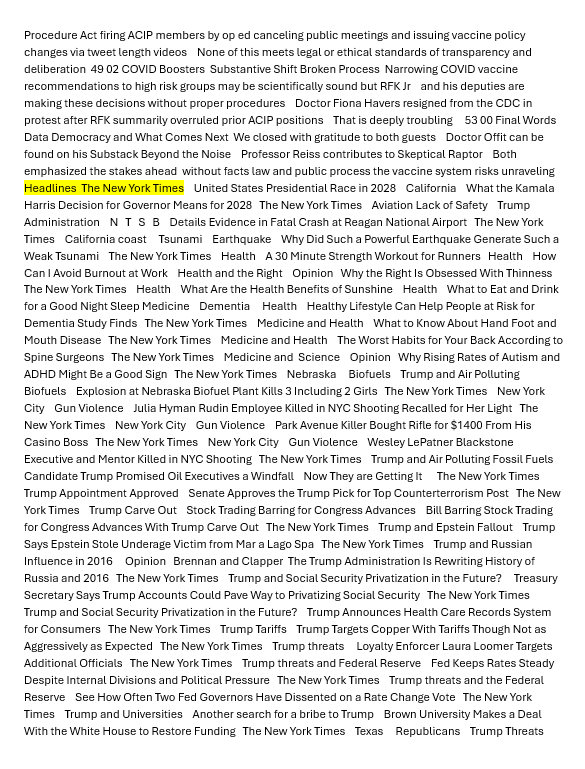 Procedure Act firing ACIP members by op ed canceling public meetings and issuing vaccine policy
changes via tweet length videos None of this meets legal or ethical standards of transparency and
deliberation 49 02 COVID Boosters Substantive Shift Broken Process Narrowing COVID vaccine
recommendations to high risk groups may be scientifically sound but RFK Jr and his deputies are
making these decisions without proper procedures Doctor Fiona Havers resigned from the CDC in
protest after RFK summarily overruled prior ACIP positions That is deeply troubling 53 00 Final Words
Data Democracy and What Comes Next We closed with gratitude to both guests Doctor Offit can be
found on his Substack Beyond the Noise Professor Reiss contributes to Skeptical Raptor Both
emphasized the stakes ahead without facts law and public process the vaccine system risks unraveling
Headlines The New York Times United States Presidential Race in 2028 California What the Kamala
Harris Decision for Governor Means for 2028 The New York Times Aviation Lack of Safety Trump
Administration N T S B Details Evidence in Fatal Crash at Reagan National Airport The New York
Times California coast Tsunami Earthquake Why Did Such a Powerful Earthquake Generate Such a
Weak Tsunami The New York Times Health A 30 Minute Strength Workout for Runners Health How
Can I Avoid Burnout at Work Health and the Right Opinion Why the Right Is Obsessed With Thinness
The New York Times Health What Are the Health Benefits of Sunshine Health What to Eat and Drink
for a Good Night Sleep Medicine Dementia Health Healthy Lifestyle Can Help People at Risk for
Dementia Study Finds The New York Times Medicine and Health What to Know About Hand Foot and
Mouth Disease The New York Times Medicine and Health The Worst Habits for Your Back According to
Spine Surgeons The New York Times Medicine and Science Opinion Why Rising Rates of Autism and
ADHD Might Be a Good Sign The New York Times Nebraska Biofuels Trump and Air Polluting
Biofuels Explosion at Nebraska Biofuel Plant Kills 3 Including 2 Girls The New York Times New York
City Gun Violence Julia Hyman Rudin Employee Killed in NYC Shooting Recalled for Her Light The
New York Times New York City Gun Violence Park Avenue Killer Bought Rifle for $1400 From His
Casino Boss The New York Times New York City Gun Violence Wesley LePatner Blackstone
Executive and Mentor Killed in NYC Shooting The New York Times Trump and Air Polluting Fossil Fuels
Candidate Trump Promised Oil Executives a Windfall Now They are Getting It The New York Times
Trump Appointment Approved Senate Approves the Trump Pick for Top Counterterrorism Post The New
York Times Trump Carve Out Stock Trading Barring for Congress Advances Bill Barring Stock Trading
for Congress Advances With Trump Carve Out The New York Times Trump and Epstein Fallout Trump
Says Epstein Stole Underage Victim from Mar a Lago Spa The New York Times Trump and Russian
Influence in 2016 Opinion Brennan and Clapper The Trump Administration Is Rewriting History of
Russia and 2016 The New York Times Trump and Social Security Privatization in the Future? Treasury
Secretary Says Trump Accounts Could Pave Way to Privatizing Social Security The New York Times
Trump and Social Security Privatization in the Future? Trump Announces Health Care Records System
for Consumers The New York Times Trump Tariffs Trump Targets Copper With Tariffs Though Not as
Aggressively as Expected The New York Times Trump threats Loyalty Enforcer Laura Loomer Targets
Additional Officials The New York Times Trump threats and Federal Reserve Fed Keeps Rates Steady
Despite Internal Divisions and Political Pressure The New York Times Trump threats and the Federal
Reserve See How Often Two Fed Governors Have Dissented on a Rate Change Vote The New York
Times Trump and Universities Another search for a bribe to Trump Brown University Makes a Deal
With the White House to Restore Funding The New York Times Texas Republicans Trump Threats